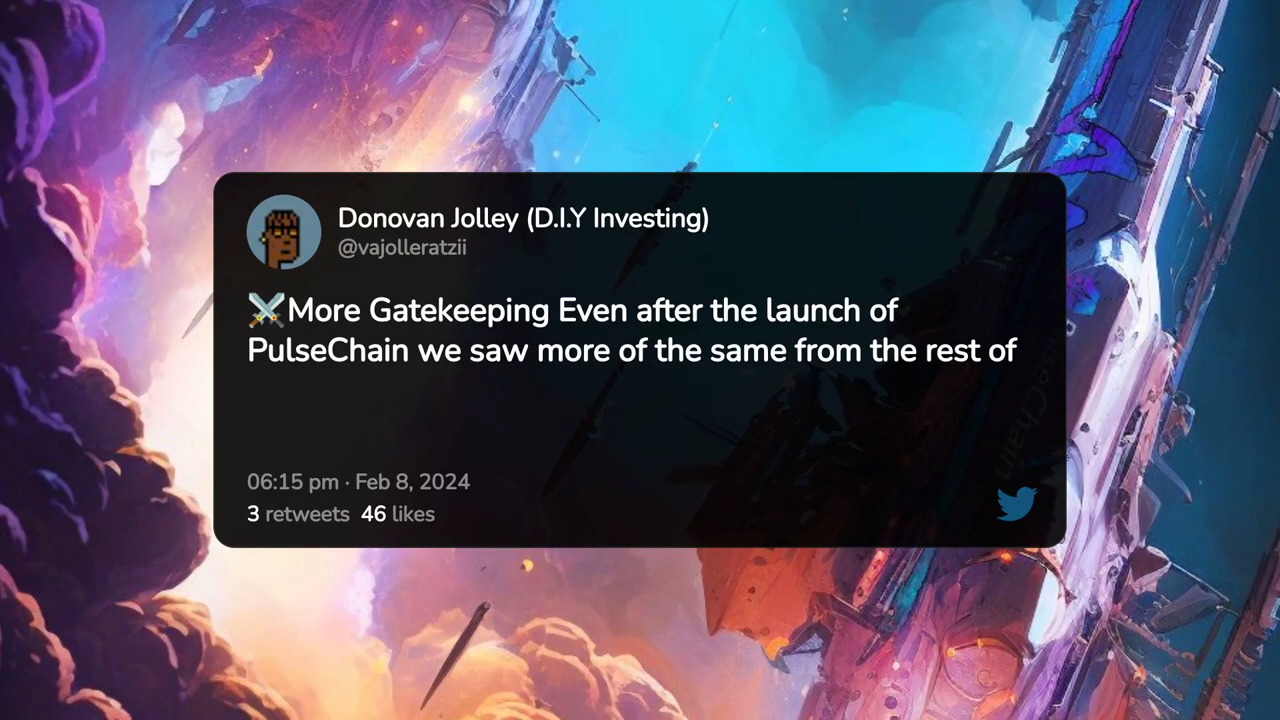 Donovan Jolley (D.I.Y Investing)
@vajolleratzii
⚔️More Gatekeeping Even after the launch of
PulseChain we saw more of the same from the rest of
06:15 pm · Feb 8, 2024
3 retweets 46 likes